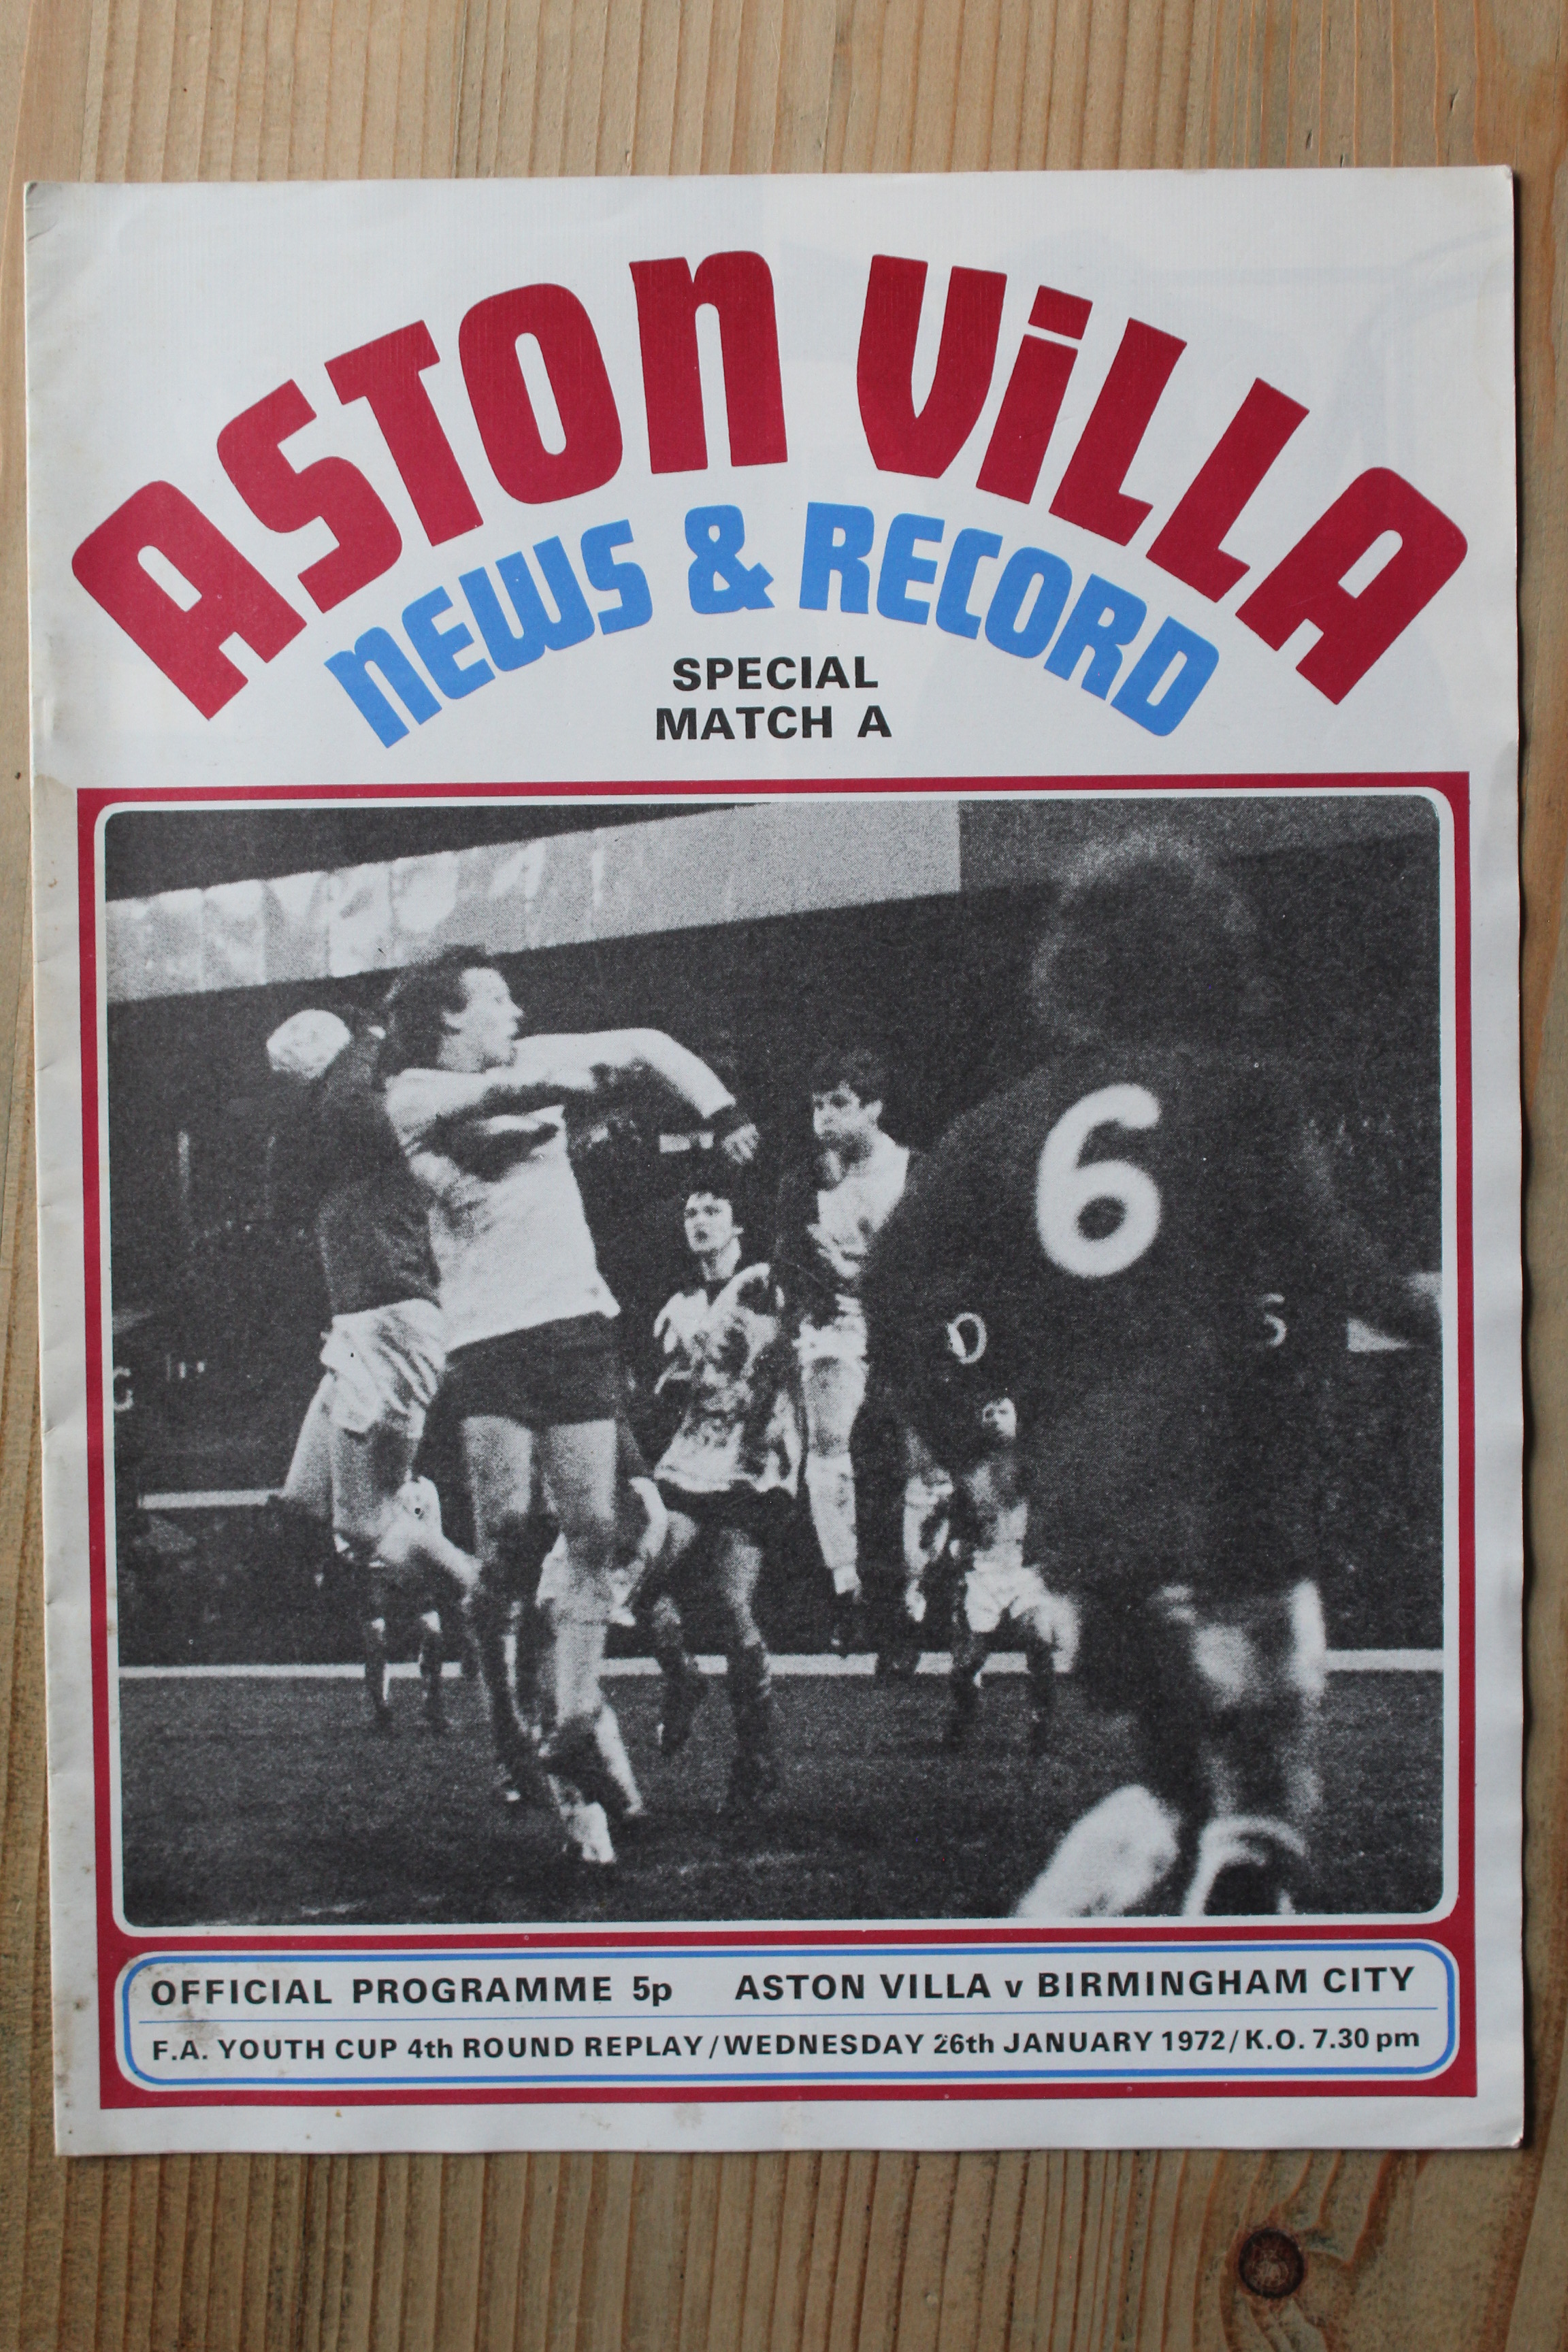 ASTON ViLLA
NEWS & RECORD
SPECIAL
MATCH A
6
OFFICIAL PROGRAMME 5p ASTON VILLA v BIRMINGHAM CITY
F.A. YOUTH CUP 4th ROUND REPLAY/WEDNESDAY 26th JANUARY 1972/K.O. 7.30 pm